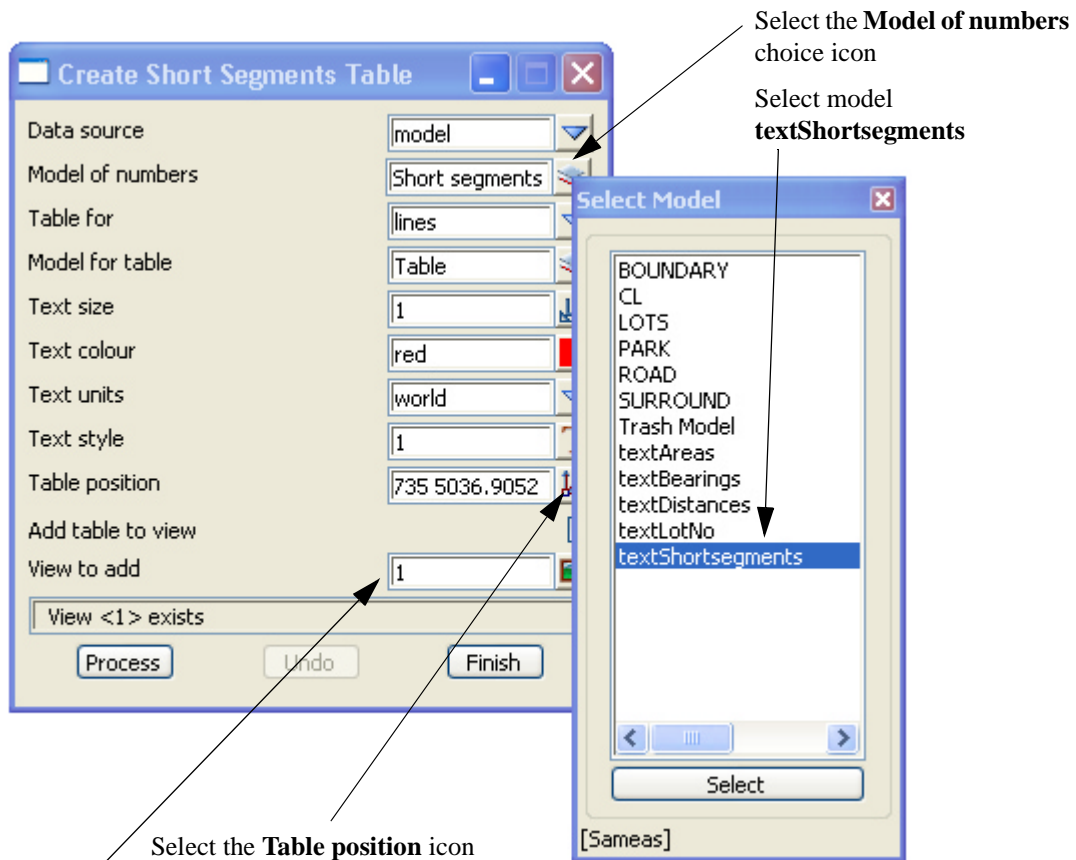 Select the Model of numbers
choice icon
Select model
textShortsegments
Create Short Segments Table
Data source
model
Model of numbers
Short segments
Table for
lines
Model for table
Table
Text size
1
Text colour
red
Text units
world
Text style
1
Table position
735 5036.9052
Add table to view
View to add
1
View <1> exists
Process
Undo
Finish
Select Model
BOUNDARY
CL
LOTS
PARK
ROAD
SURROUND
Trash Model
textAreas
textBearings
textDistances
textLotNo
textShortsegments
Select
[Sameas]
Select the Table position icon